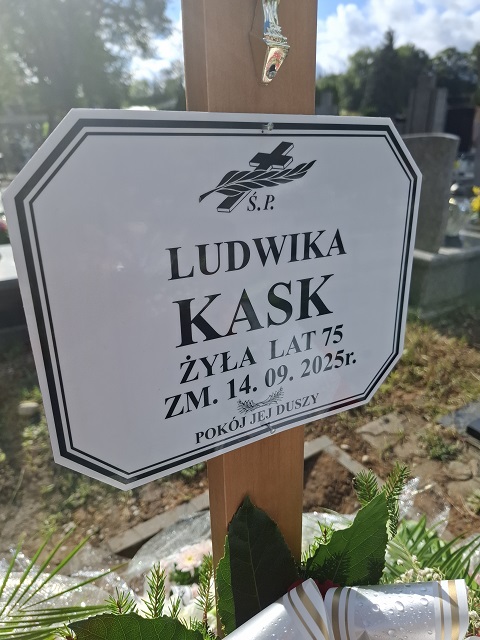 Ś.P.
LUDWIKA
KASK
ŻYŁA LAT 75
ZM. 14. 09. 2025r.
POKÓJ JEJ DUSZY